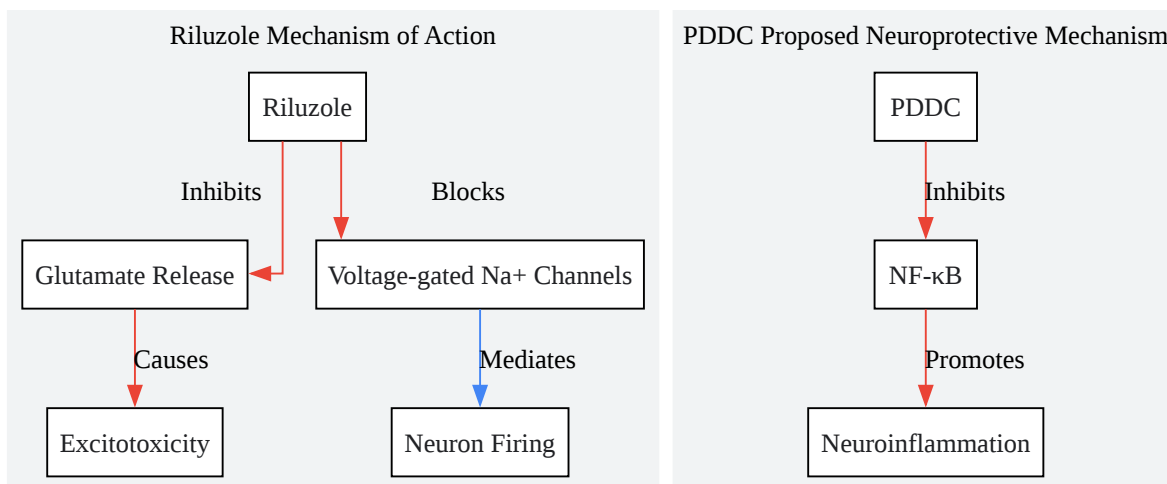 Riluzole Mechanism of Action
Riluzole
Inhibits
Blocks
Glutamate Release
Voltage-gated Na+ Channels
Causes
Mediates
Excitotoxicity
Neuron Firing
PDDC Proposed Neuroprotective Mechanism
PDDC
Inhibits
NF-κB
Promotes
Neuroinflammation